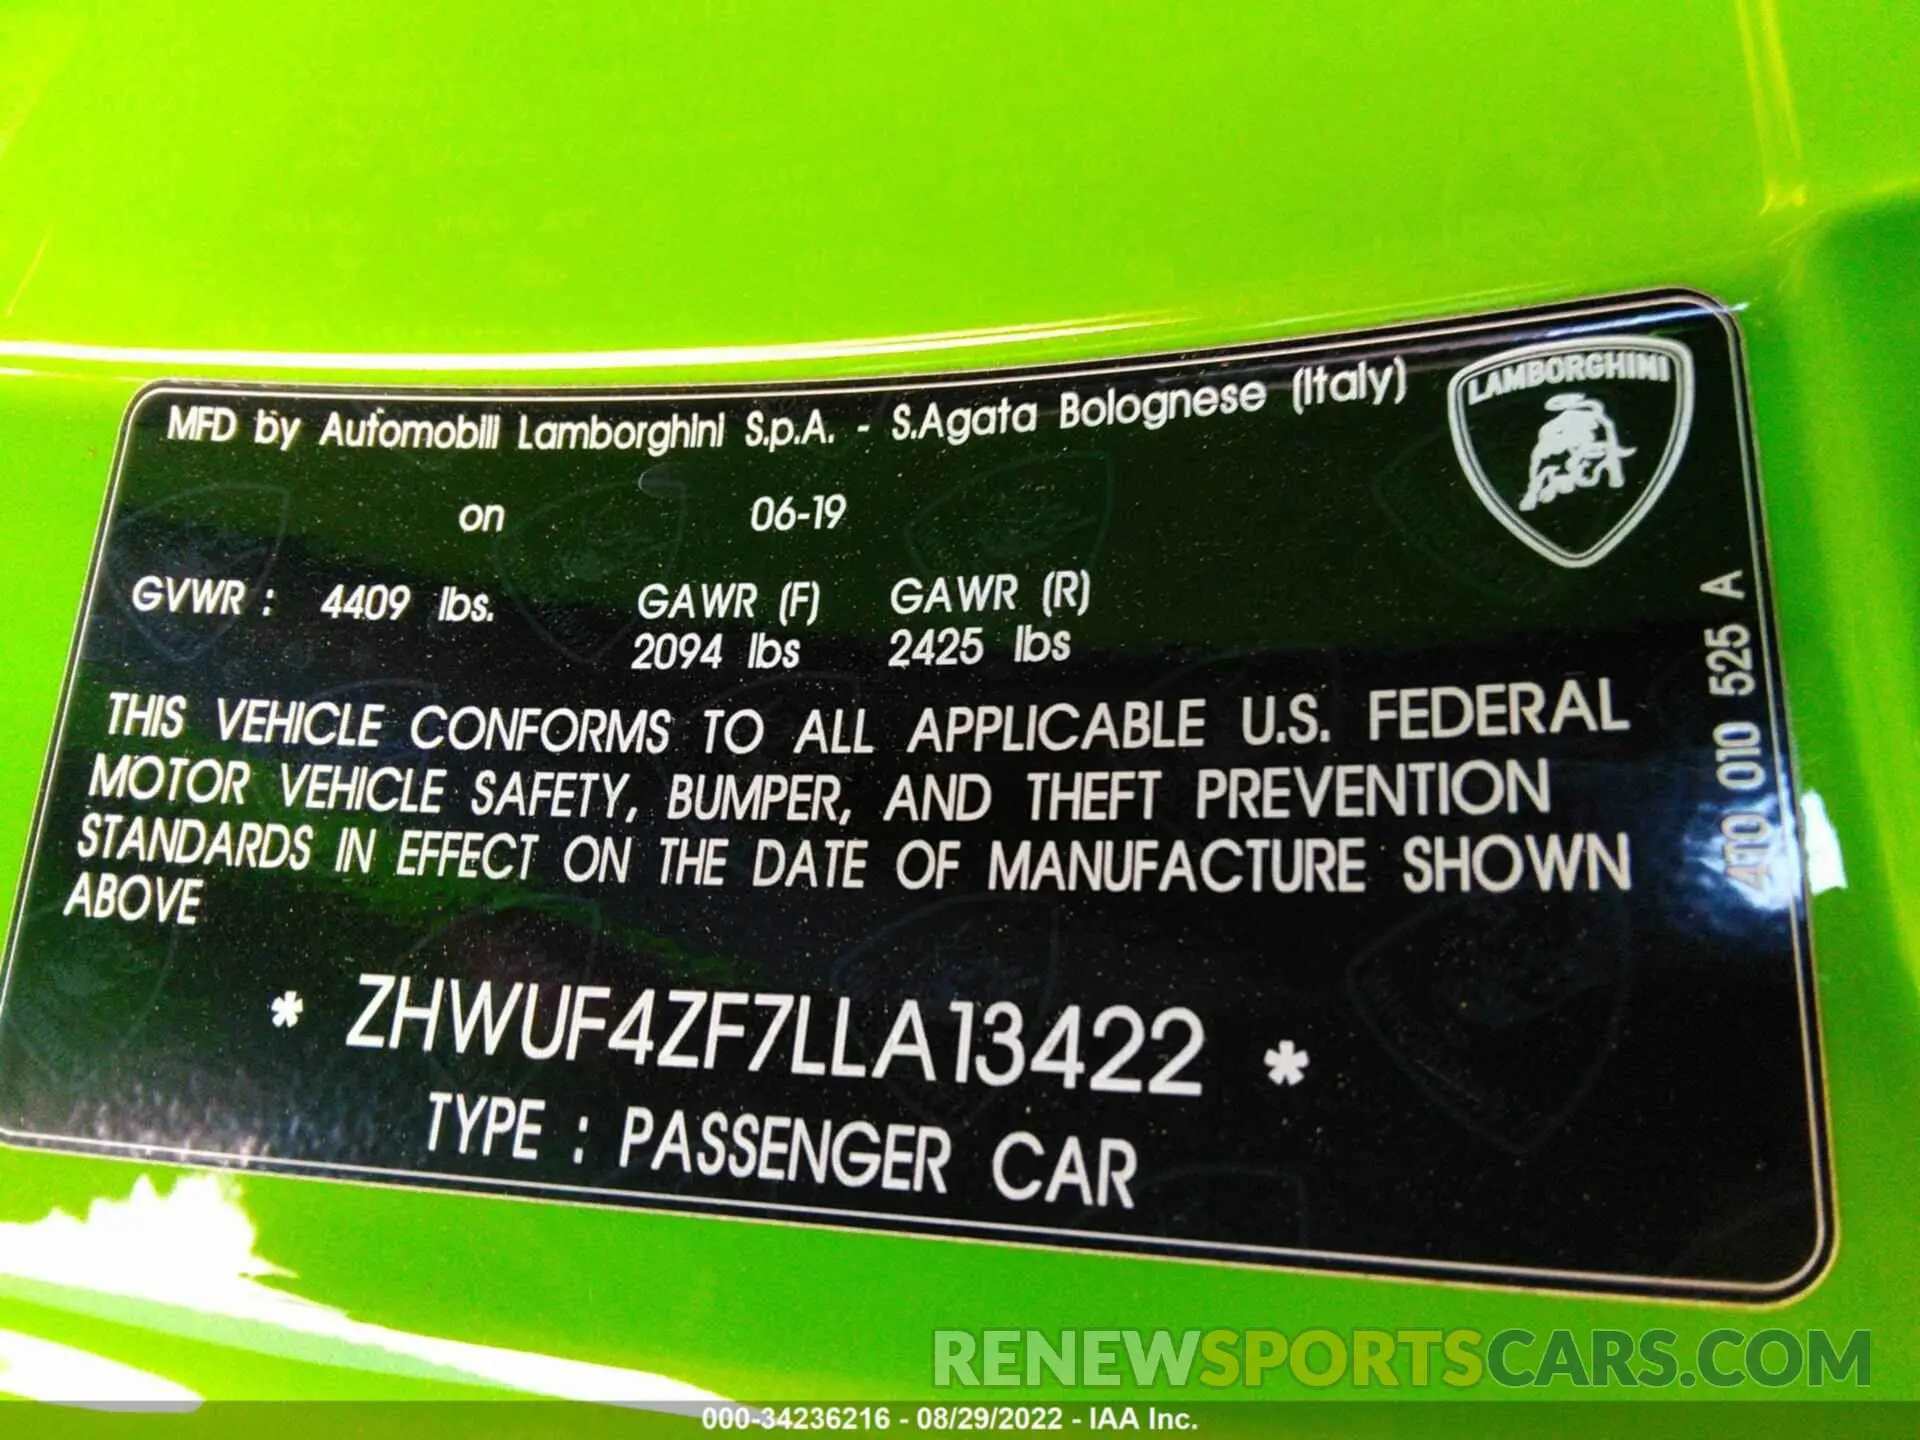 MFD by Automobili Lamborghini S.p.A. - S.Agata Bolognese (Italy)
LAMBORGHINI
on 06-19
GVWR : 4409 lbs. GAWR (F) GAWR (R)
2094 lbs 2425 lbs
THIS VEHICLE CONFORMS TO ALL APPLICABLE U.S. FEDERAL
MOTOR VEHICLE SAFETY, BUMPER, AND THEFT PREVENTION
STANDARDS IN EFFECT ON THE DATE OF MANUFACTURE SHOWN
ABOVE
* ZHWUF4ZF7LLA13422 *
TYPE : PASSENGER CAR
4T0 010 525 A
RENEWSPORTSCARS.COM
000-34236216 - 08/29/2022 - IAA Inc.